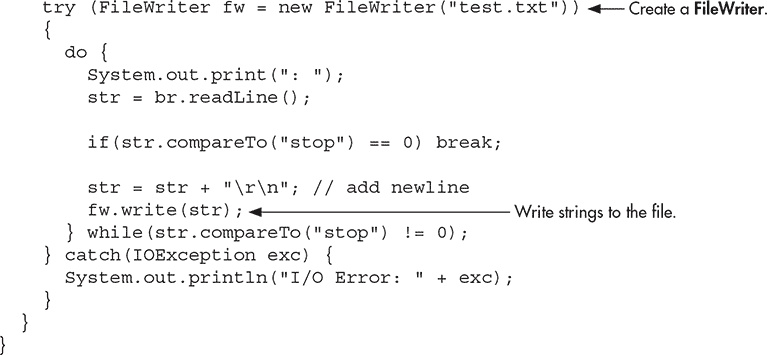 try (FileWriter fw = new FileWriter("test.txt")) Create a FileWriter.
{
do {
System.out.print(": ");
str = br.readLine();
if(str.compareTo("stop") == 0) break;
str = str + "\r\n"; // add newline
fw.write(str); Write strings to the file.
} while(str.compareTo("stop") != 0);
} catch(IOException exc) {
System.out.println("I/O Error: " + exc);
}
}
}